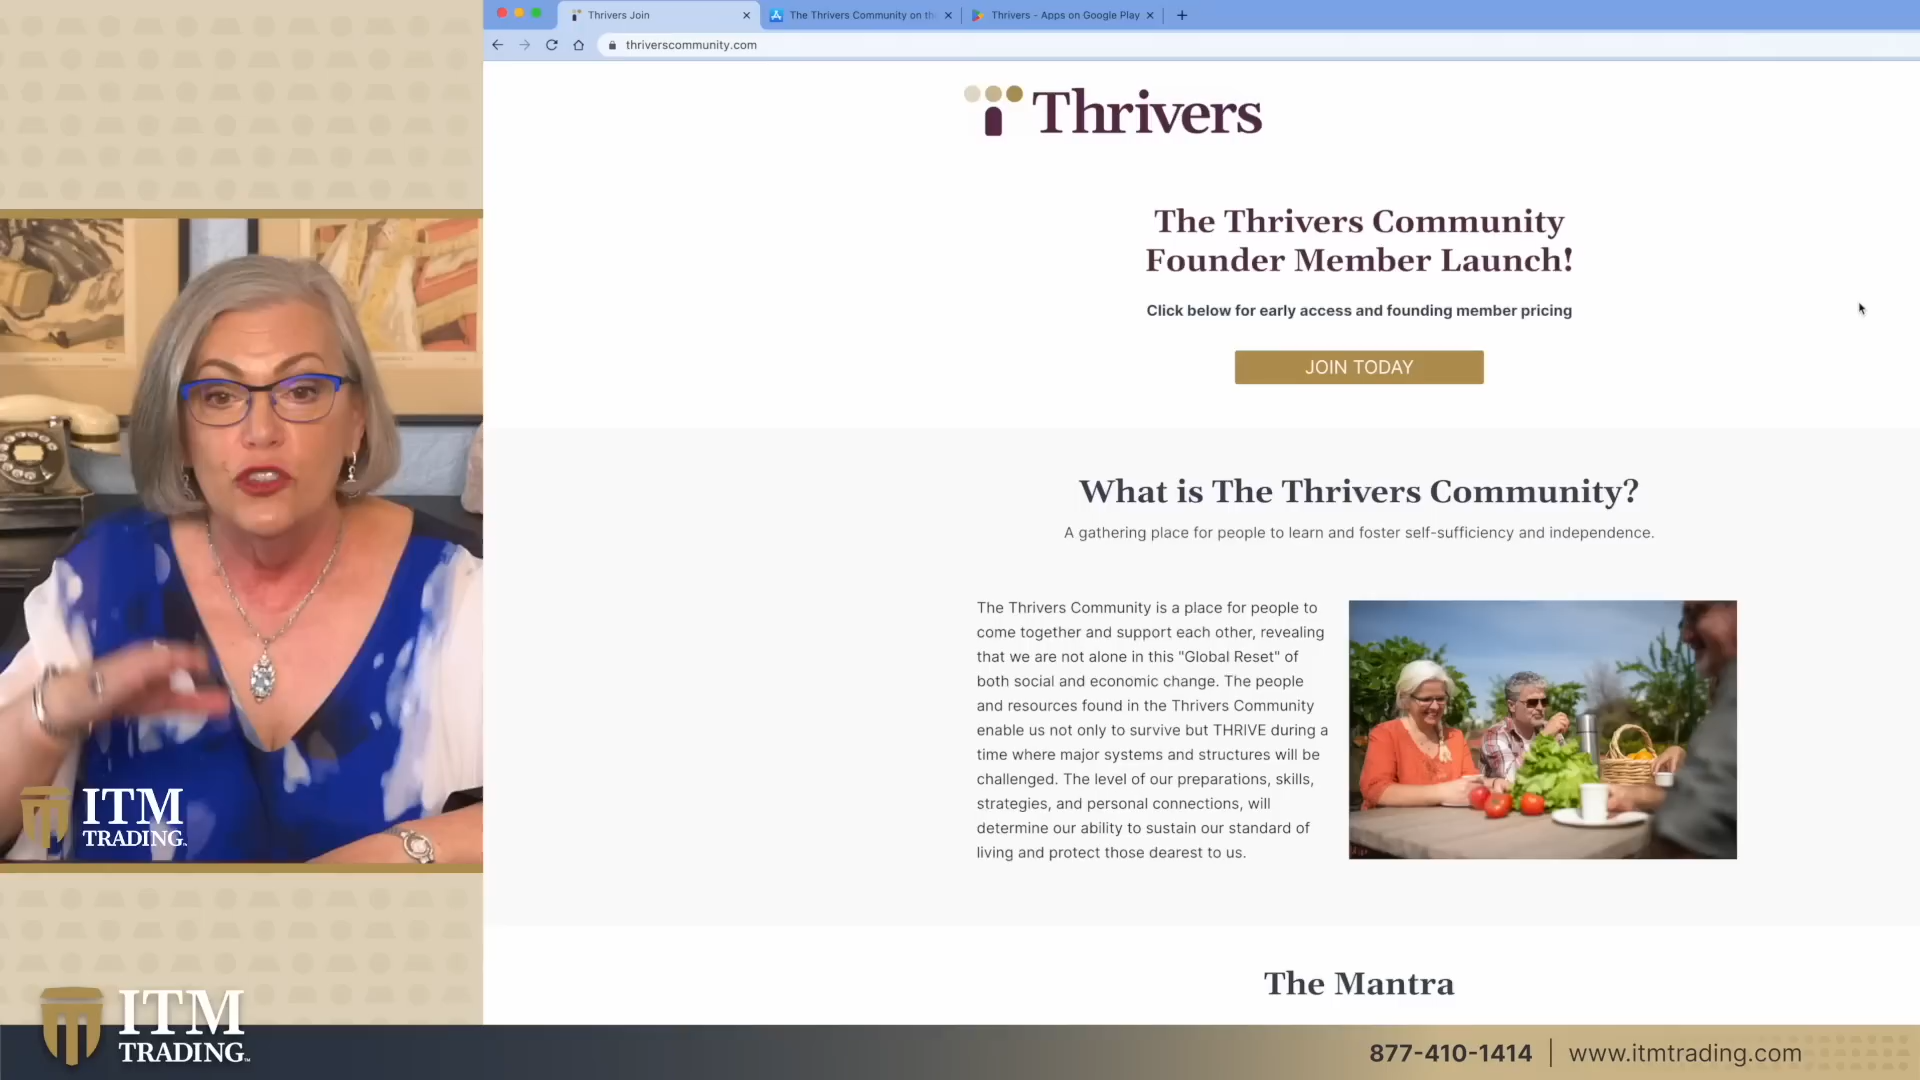 Thrivers Join
The Thrivers Community on th
Thrivers - Apps on Google Play
thriverscommunity.com
Thrivers
The Thrivers Community
Founder Member Launch!
Click below for early access and founding member pricing
JOIN TODAY
What is The Thrivers Community?
A gathering place for people to learn and foster self-sufficiency and independence.
The Thrivers Community is a place for people to
come together and support each other, revealing
that we are not alone in this "Global Reset" of
both social and economic change. The people
and resources found in the Thrivers Community
enable us not only to survive but THRIVE during a
time where major systems and structures will be
challenged. The level of our preparations, skills,
strategies, and personal connections, will
determine our ability to sustain our standard of
living and protect those dearest to us.
The Mantra
ITM
TRADING
ITM
TRADING
877-410-1414 | www.itmtrading.com